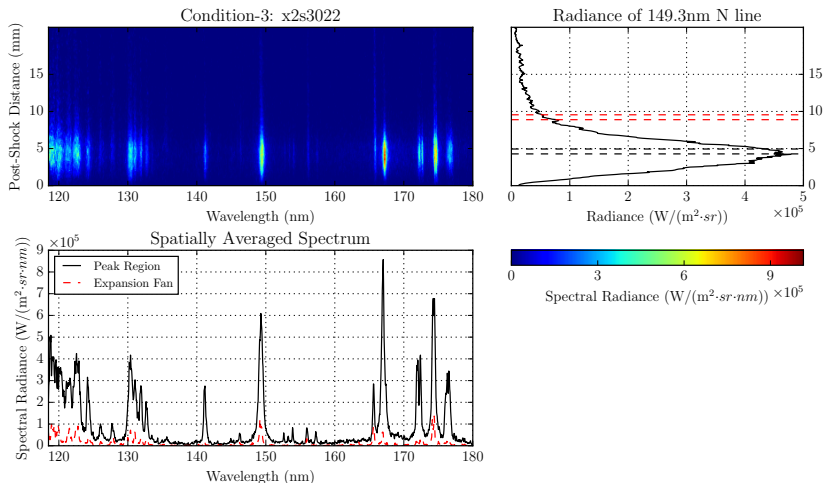 Condition-3: x2s3022
Post-Shock Distance (mm)
15
10
5
0
120 130 140 150 160 170 180
Wavelength (nm)
Radiance of 149.3nm N line
15
10
5
0
0 1 2 3 4 5
Radiance (W/(m²·sr)) ×10⁵
0 3 6 9
Spectral Radiance (W/(m²·sr·nm)) ×10⁵
Spatially Averaged Spectrum
×10⁵
Spectral Radiance (W/(m²·sr·nm))
9
8
7
6
5
4
3
2
1
0
Peak Region
Expansion Fan
120 130 140 150 160 170 180
Wavelength (nm)